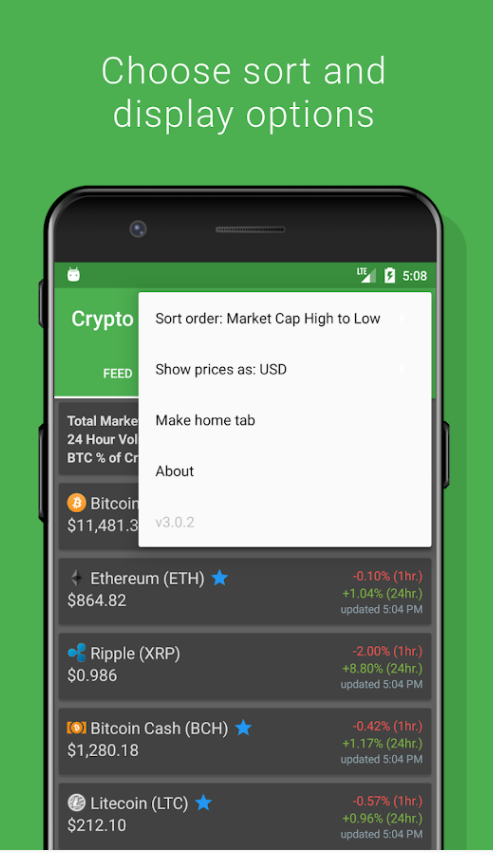 Choose sort and
display options
LTE 5:08
Crypto
Sort order: Market Cap High to Low
Show prices as: USD
Make home tab
About
v3.0.2
FEED
Total Marke
24 Hour Vol
BTC % of Cr
Bitcoin
$11,481.3
Ethereum (ETH)
-0.10% (1hr.)
$864.82
+1.04% (24hr.)
updated 5:04 PM
Ripple (XRP)
-2.00% (1hr.)
$0.986
+8.80% (24hr.)
updated 5:04 PM
Bitcoin Cash (BCH)
-0.42% (1hr.)
$1,280.18
+1.17% (24hr.)
updated 5:04 PM
Litecoin (LTC)
-0.57% (1hr.)
$212.10
+0.96% (24hr.)
updated 5:04 PM